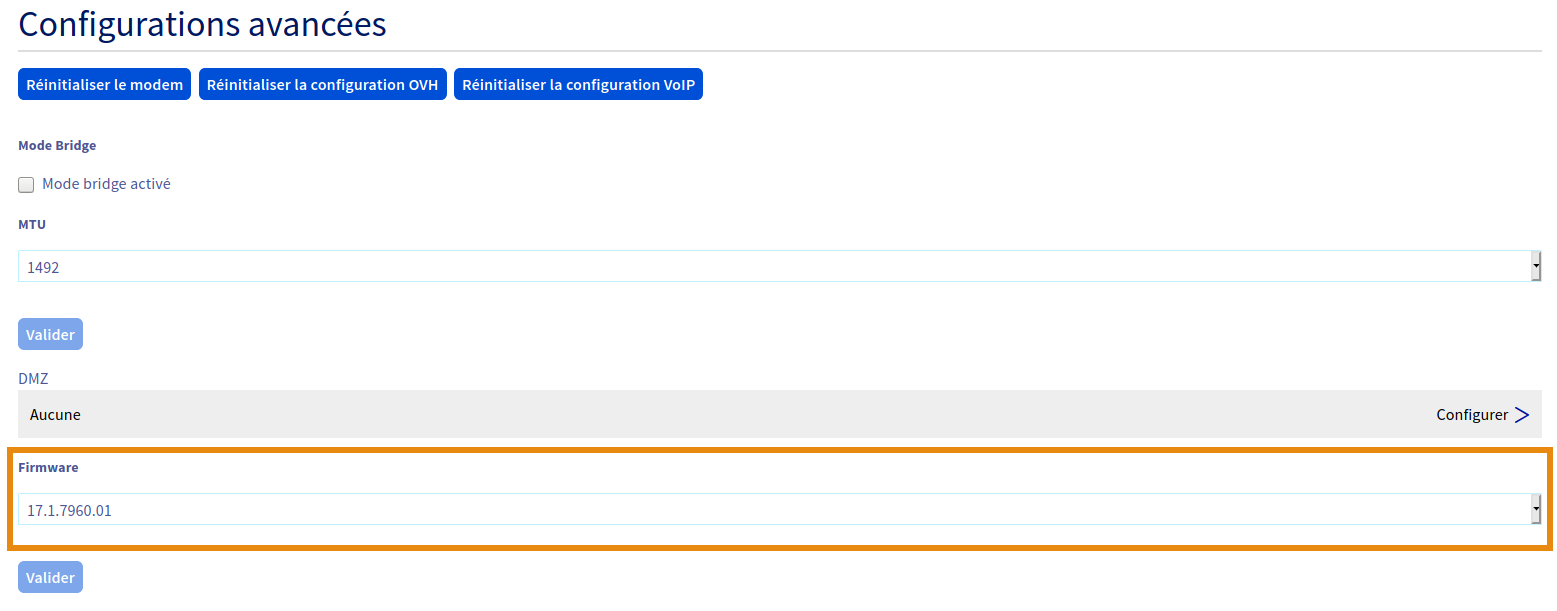 Configurations avancées
Réinitialiser le modem Réinitialiser la configuration OVH Réinitialiser la configuration VoIP
Mode Bridge
Mode bridge activé
MTU
1492
Valider
DMZ
Aucune Configurer
Firmware
17.1.7960.01
Valider